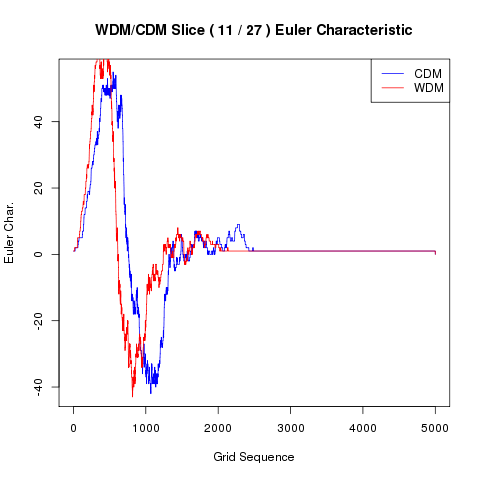 WDM/CDM Slice ( 11 / 27 ) Euler Characteristic
CDM
WDM
Euler Char.
40
20
0
-20
-40
0 1000 2000 3000 4000 5000
Grid Sequence